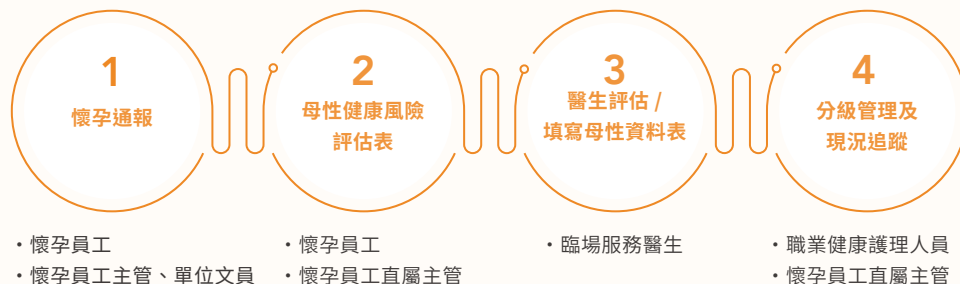 1
懷孕通報
・懷孕員工
・懷孕員工主管、單位文員
2
母性健康風險
評估表
・懷孕員工
・懷孕員工直屬主管
3
醫生評估 /
填寫母性資料表
・臨場服務醫生
4
分級管理及
現況追蹤
・職業健康護理人員
・懷孕員工直屬主管